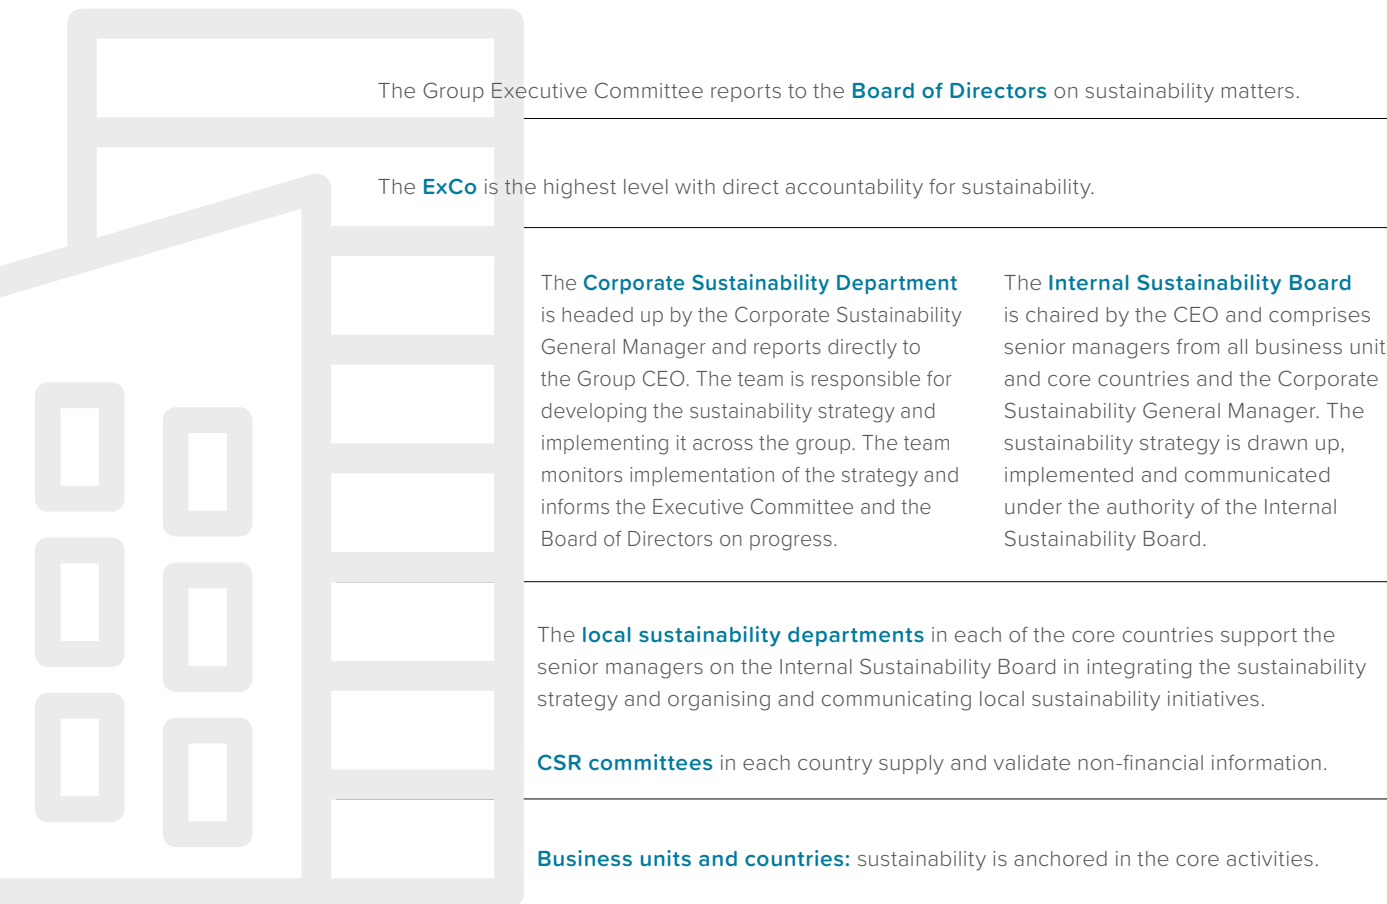 The Group Executive Committee reports to the Board of Directors on sustainability matters.
The ExCo is the highest level with direct accountability for sustainability.
The Corporate Sustainability Department
is headed up by the Corporate Sustainability
General Manager and reports directly to
the Group CEO. The team is responsible for
developing the sustainability strategy and
implementing it across the group. The team
monitors implementation of the strategy and
informs the Executive Committee and the
Board of Directors on progress.
The Internal Sustainability Board
is chaired by the CEO and comprises
senior managers from all business unit
and core countries and the Corporate
Sustainability General Manager. The
sustainability strategy is drawn up,
implemented and communicated
under the authority of the Internal
Sustainability Board.
The local sustainability departments in each of the core countries support the
senior managers on the Internal Sustainability Board in integrating the sustainability
strategy and organising and communicating local sustainability initiatives.
CSR committees in each country supply and validate non-financial information.
Business units and countries: sustainability is anchored in the core activities.